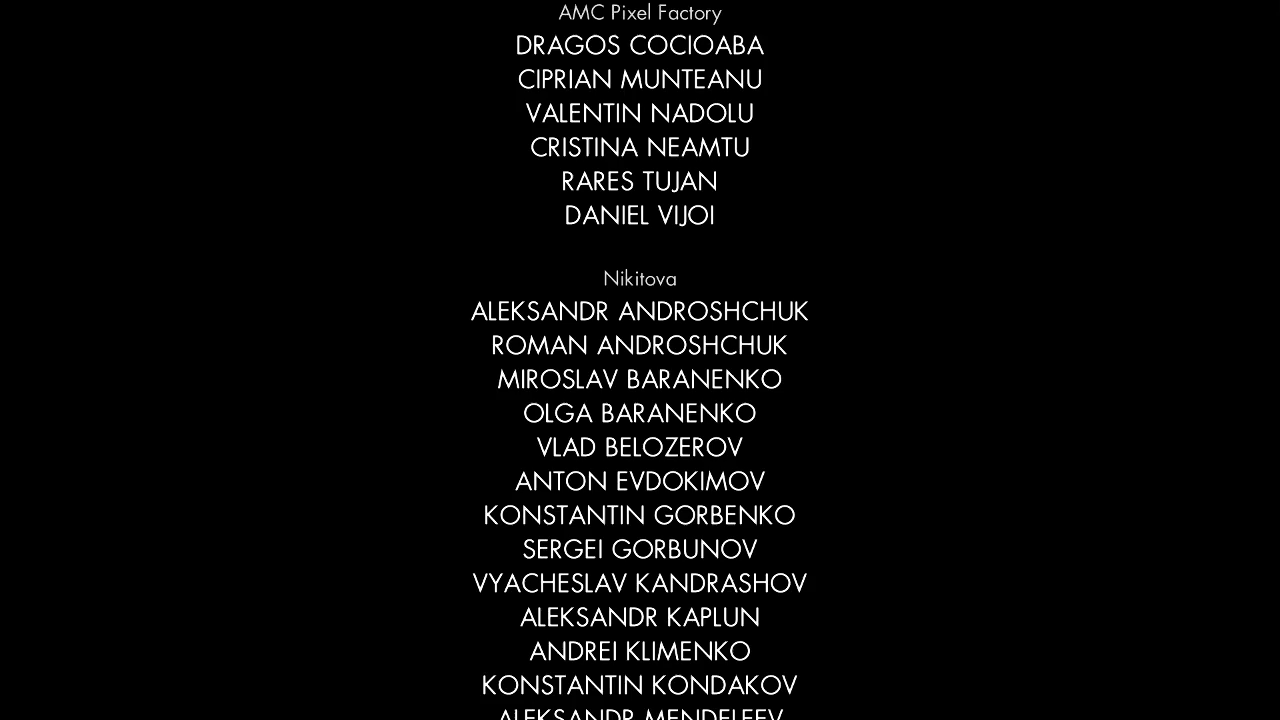 AMC Pixel Factory
DRAGOS COCIOABA
CIPRIAN MUNTEANU
VALENTIN NADOLU
CRISTINA NEAMTU
RARES TUJAN
DANIEL VIJOI
Nikitova
ALEKSANDR ANDROSHCHUK
ROMAN ANDROSHCHUK
MIROSLAV BARANENKO
OLGA BARANENKO
VLAD BELOZEROV
ANTON EVDOKIMOV
KONSTANTIN GORBENKO
SERGEI GORBUNOV
VYACHESLAV KANDRASHOV
ALEKSANDR KAPLUN
ANDREI KLIMENKO
KONSTANTIN KONDAKOV
ALEKSANDR MENDELEEV